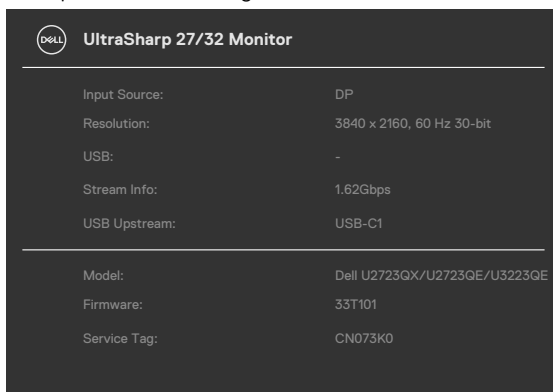 DELL UltraSharp 27/32 Monitor
Input Source: DP
Resolution: 3840 x 2160, 60 Hz 30-bit
USB: -
Stream Info: 1.62Gbps
USB Upstream: USB-C1
Model: Dell U2723QX/U2723QE/U3223QE
Firmware: 33T101
Service Tag: CN073K0